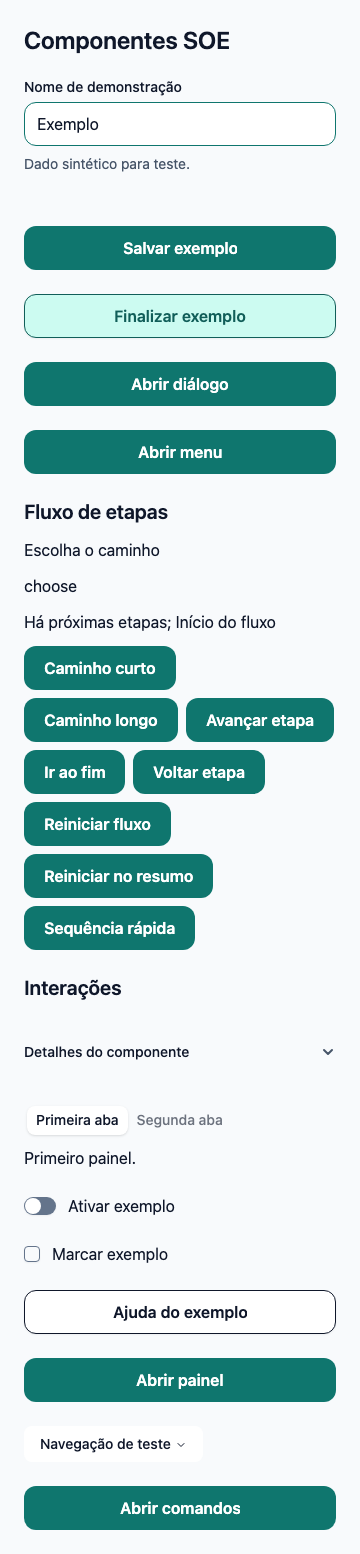 Componentes SOE
Nome de demonstração
Exemplo
Dado sintético para teste.
Salvar exemplo
Finalizar exemplo
Abrir diálogo
Abrir menu
Fluxo de etapas
Escolha o caminho
choose
Há próximas etapas; Início do fluxo
Caminho curto
Caminho longo Avançar etapa
Ir ao fim Voltar etapa
Reiniciar fluxo
Reiniciar no resumo
Sequência rápida
Interações
Detalhes do componente
Primeira aba Segunda aba
Primeiro painel.
Ativar exemplo
Marcar exemplo
Ajuda do exemplo
Abrir painel
Navegação de teste
Abrir comandos